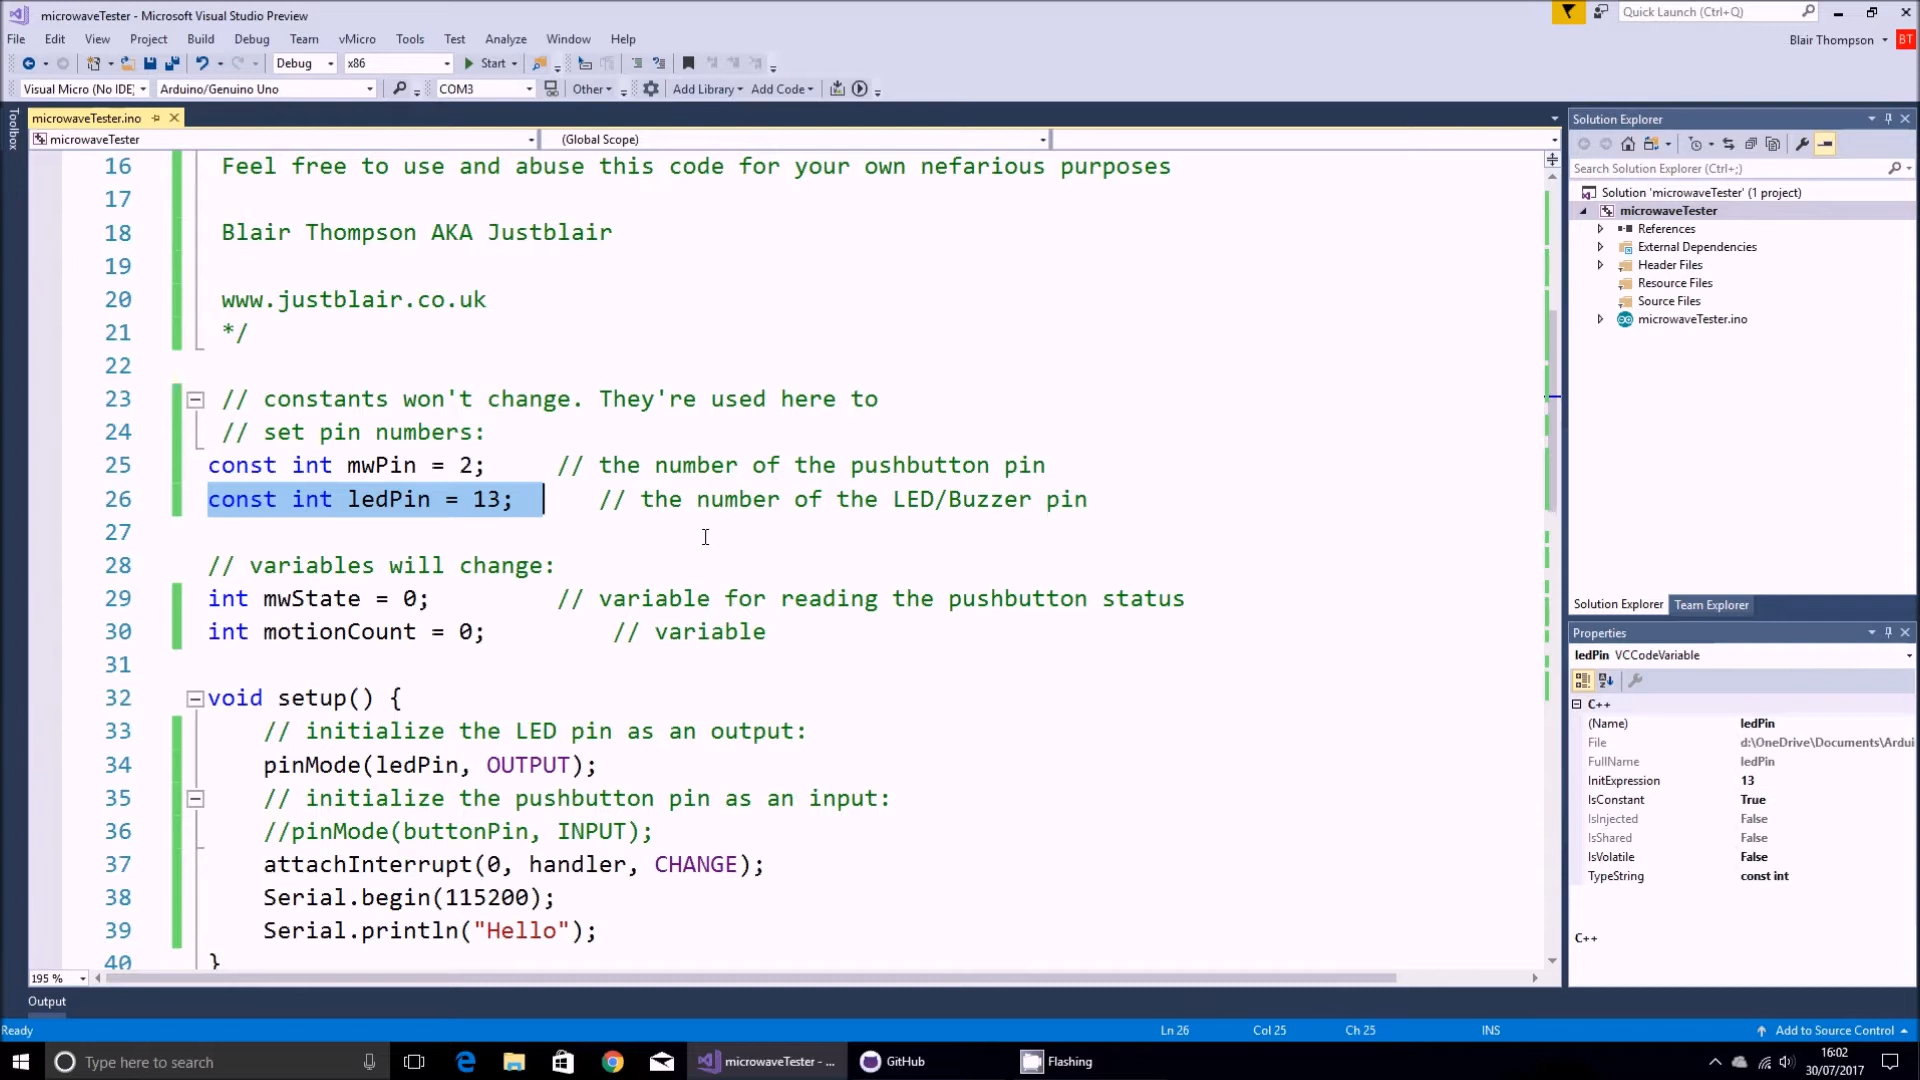 microwaveTester - Microsoft Visual Studio Preview
Quick Launch (Ctrl+Q)
File Edit View Project Build Debug Team vMicro Tools Test Analyze Window Help
Blair Thompson BT
Debug x86 Start
Visual Micro (No IDE) Arduino/Genuino Uno COM3 Other Add Library Add Code
Toolbox
microwaveTester.ino
microwaveTester (Global Scope)
16 Feel free to use and abuse this code for your own nefarious purposes
17
18 Blair Thompson AKA Justblair
19
20 www.justblair.co.uk
21 */
22
23 // constants won't change. They're used here to
24 // set pin numbers:
25 const int mwPin = 2; // the number of the pushbutton pin
26 const int ledPin = 13; // the number of the LED/Buzzer pin
27
28 // variables will change:
29 int mwState = 0; // variable for reading the pushbutton status
30 int motionCount = 0; // variable
31
32 void setup() {
33 // initialize the LED pin as an output:
34 pinMode(ledPin, OUTPUT);
35 // initialize the pushbutton pin as an input:
36 //pinMode(buttonPin, INPUT);
37 attachInterrupt(0, handler, CHANGE);
38 Serial.begin(115200);
39 Serial.println("Hello");
40 }
195 %
Output
Solution Explorer
Search Solution Explorer (Ctrl+;)
Solution 'microwaveTester' (1 project)
microwaveTester
References
External Dependencies
Header Files
Resource Files
Source Files
microwaveTester.ino
Solution Explorer Team Explorer
Properties
ledPin VCCodeVariable
C++
(Name) ledPin
File d:\OneDrive\Documents\Ardui
FullName ledPin
InitExpression 13
IsConstant True
IsInjected False
IsShared False
IsVolatile False
TypeString const int
C++
Ready Ln 26 Col 25 Ch 25 INS Add to Source Control
Type here to search microwaveTester - ... GitHub Flashing 16:02
30/07/2017